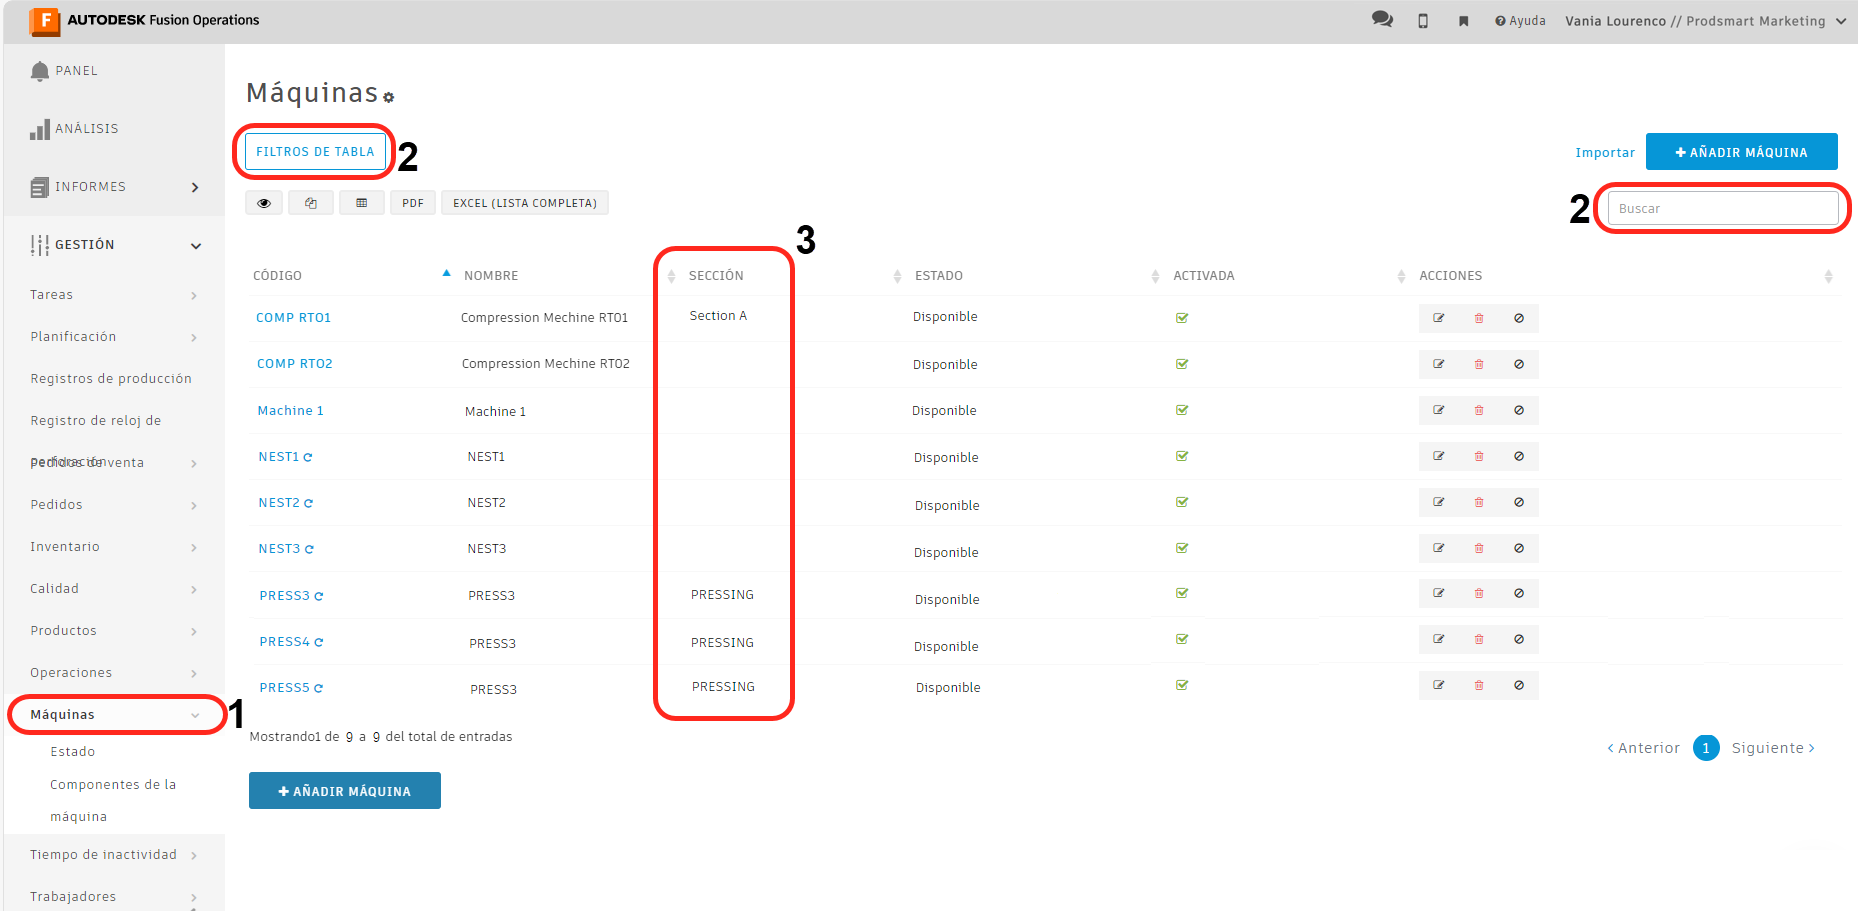 AUTODESK Fusion Operations
Ayuda
Vania Lourenco // Prodsmart Marketing
PANEL
ANÁLISIS
INFORMES
GESTIÓN
Tareas
Planificación
Registros de producción
Registro de reloj de
perforación
Pedidos de venta
Pedidos
Inventario
Calidad
Productos
Operaciones
Máquinas
1
Estado
Componentes de la
máquina
Tiempo de inactividad
Trabajadores
Máquinas
FILTROS DE TABLA
2
Importar
+ AÑADIR MÁQUINA
PDF
EXCEL (LISTA COMPLETA)
2
Buscar
3
CÓDIGO NOMBRE SECCIÓN ESTADO ACTIVADA ACCIONES
COMP RT01 Compression Mechine RT01 Section A Disponible
COMP RT02 Compression Mechine RT02 Disponible
Machine 1 Machine 1 Disponible
NEST1 NEST1 Disponible
NEST2 NEST2 Disponible
NEST3 NEST3 Disponible
PRESS3 PRESS3 PRESSING Disponible
PRESS4 PRESS3 PRESSING Disponible
PRESS5 PRESS3 PRESSING Disponible
Mostrando1 de 9 a 9 del total de entradas
< Anterior 1 Siguiente >
+ AÑADIR MÁQUINA